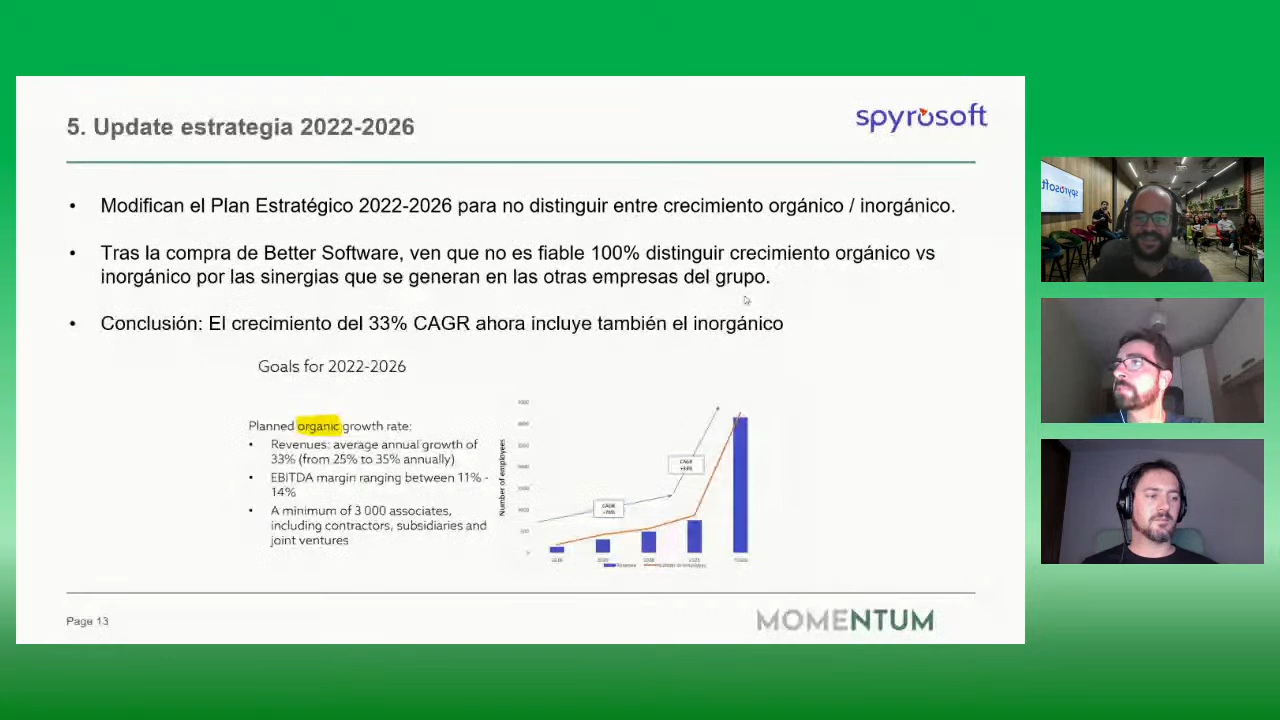 5. Update estrategia 2022-2026
spyrosoft
• Modifican el Plan Estratégico 2022-2026 para no distinguir entre crecimiento orgánico / inorgánico.
• Tras la compra de Better Software, ven que no es fiable 100% distinguir crecimiento orgánico vs
inorgánico por las sinergias que se generan en las otras empresas del grupo.
• Conclusión: El crecimiento del 33% CAGR ahora incluye también el inorgánico
Goals for 2022-2026
Planned organic growth rate:
• Revenues: average annual growth of
33% (from 25% to 35% annually)
• EBITDA margin ranging between 11% -
14%
• A minimum of 3 000 associates,
including contractors, subsidiaries and
joint ventures
Number of employees
CAGR
CAGR
Page 13
MOMENTUM